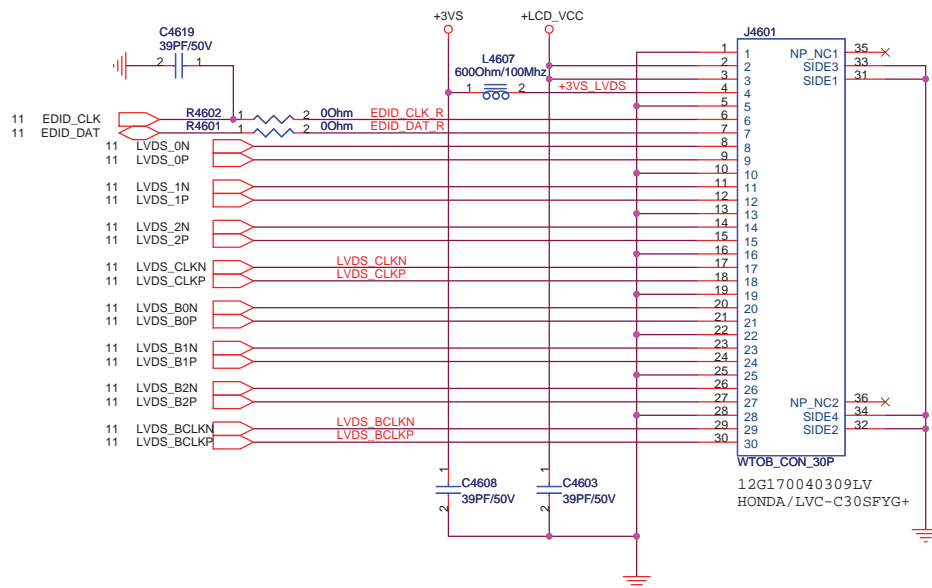 +3VS +LCD_VCC
C4619
39PF/50V
2 1
L4607
600Ohm/100Mhz
1 2 +3VS_LVDS
J4601
1 1 NP_NC1 35
2 2 SIDE3 33
3 3 SIDE1 31
4 4
5 5
11 EDID_CLK R4602 1 2 0Ohm EDID_CLK_R 6 6
11 EDID_DAT R4601 1 2 0Ohm EDID_DAT_R 7 7
11 LVDS_0N 8 8
11 LVDS_0P 9 9
10 10
11 LVDS_1N 11 11
11 LVDS_1P 12 12
13 13
11 LVDS_2N 14 14
11 LVDS_2P 15 15
16 16
11 LVDS_CLKN LVDS_CLKN 17 17
11 LVDS_CLKP LVDS_CLKP 18 18
19 19
11 LVDS_B0N 20 20
11 LVDS_B0P 21 21
22 22
11 LVDS_B1N 23 23
11 LVDS_B1P 24 24
25 25
11 LVDS_B2N 26 26
11 LVDS_B2P 27 27 NP_NC2 36
28 28 SIDE4 34
11 LVDS_BCLKN LVDS_BCLKN 29 29 SIDE2 32
11 LVDS_BCLKP LVDS_BCLKP 30 30
WTOB_CON_30P
12G170040309LV
HONDA/LVC-C30SFYG+
1 C4608 1 C4603
39PF/50V 39PF/50V
2 2